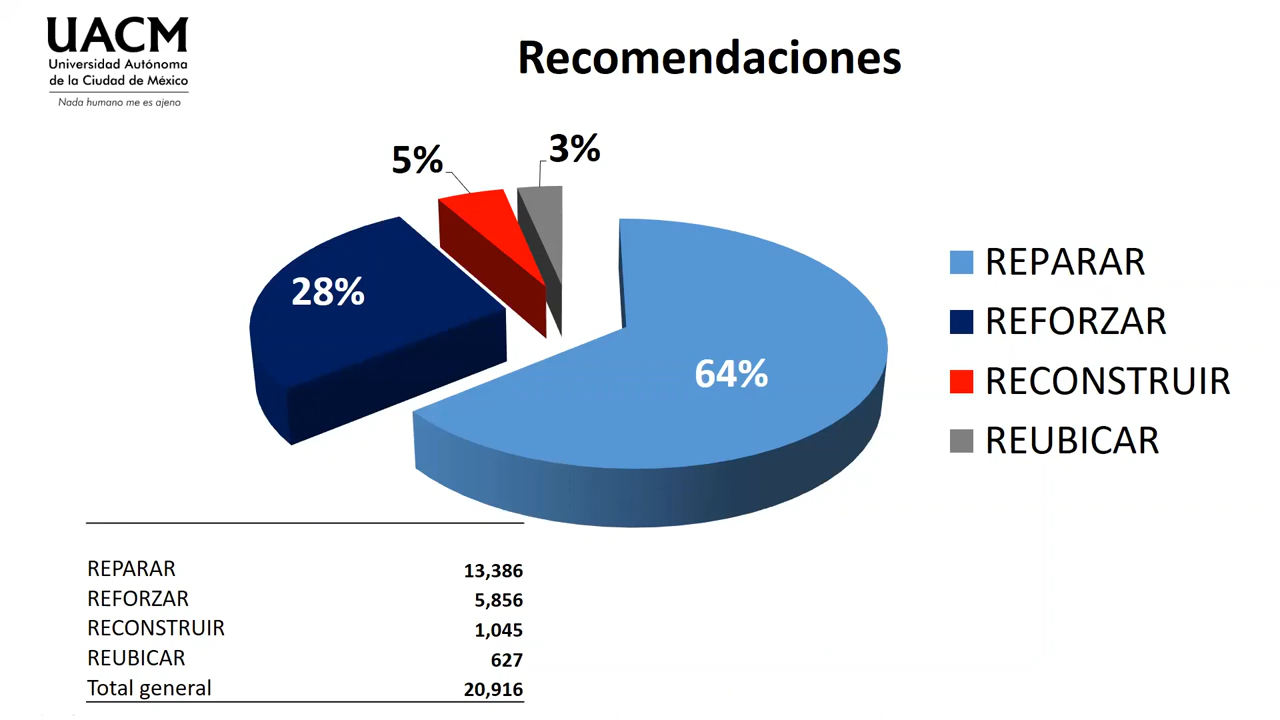 UACM
Universidad Autónoma
de la Ciudad de México
Nada humano me es ajeno
Recomendaciones
5%
3%
28%
64%
REPARAR
REFORZAR
RECONSTRUIR
REUBICAR
REPARAR 13,386
REFORZAR 5,856
RECONSTRUIR 1,045
REUBICAR 627
Total general 20,916